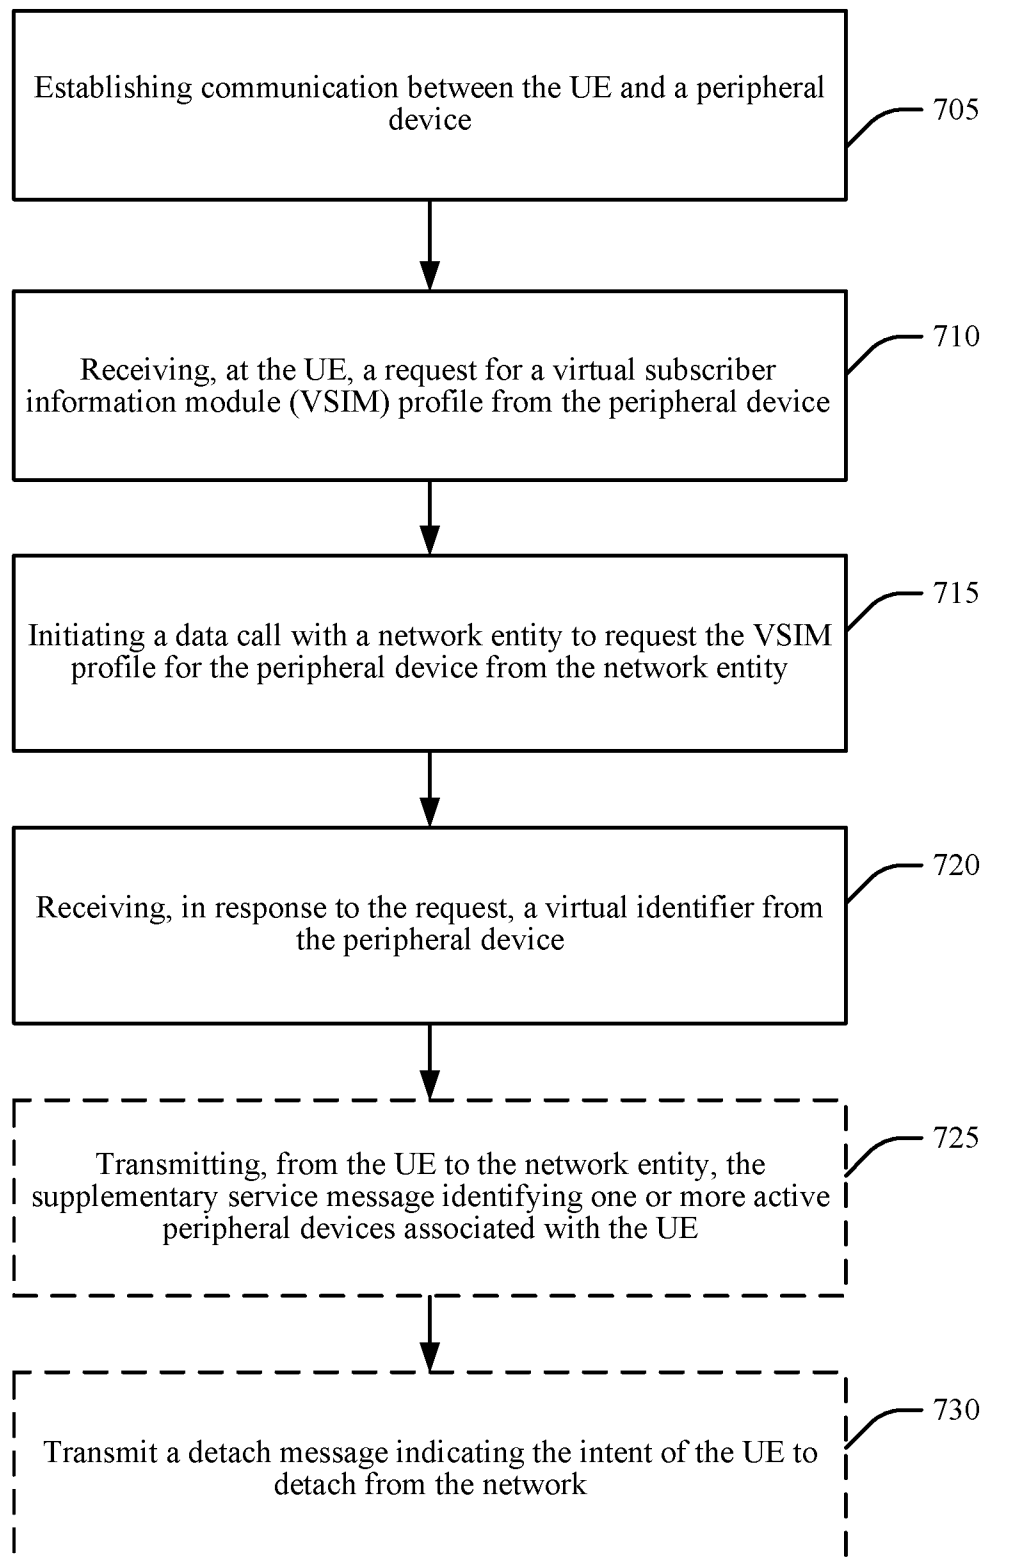 Establishing communication between the UE and a peripheral
device
705
Receiving, at the UE, a request for a virtual subscriber
information module (VSIM) profile from the peripheral device
710
Initiating a data call with a network entity to request the VSIM
profile for the peripheral device from the network entity
715
Receiving, in response to the request, a virtual identifier from
the peripheral device
720
Transmitting, from the UE to the network entity, the
supplementary service message identifying one or more active
peripheral devices associated with the UE
725
Transmit a detach message indicating the intent of the UE to
detach from the network
730